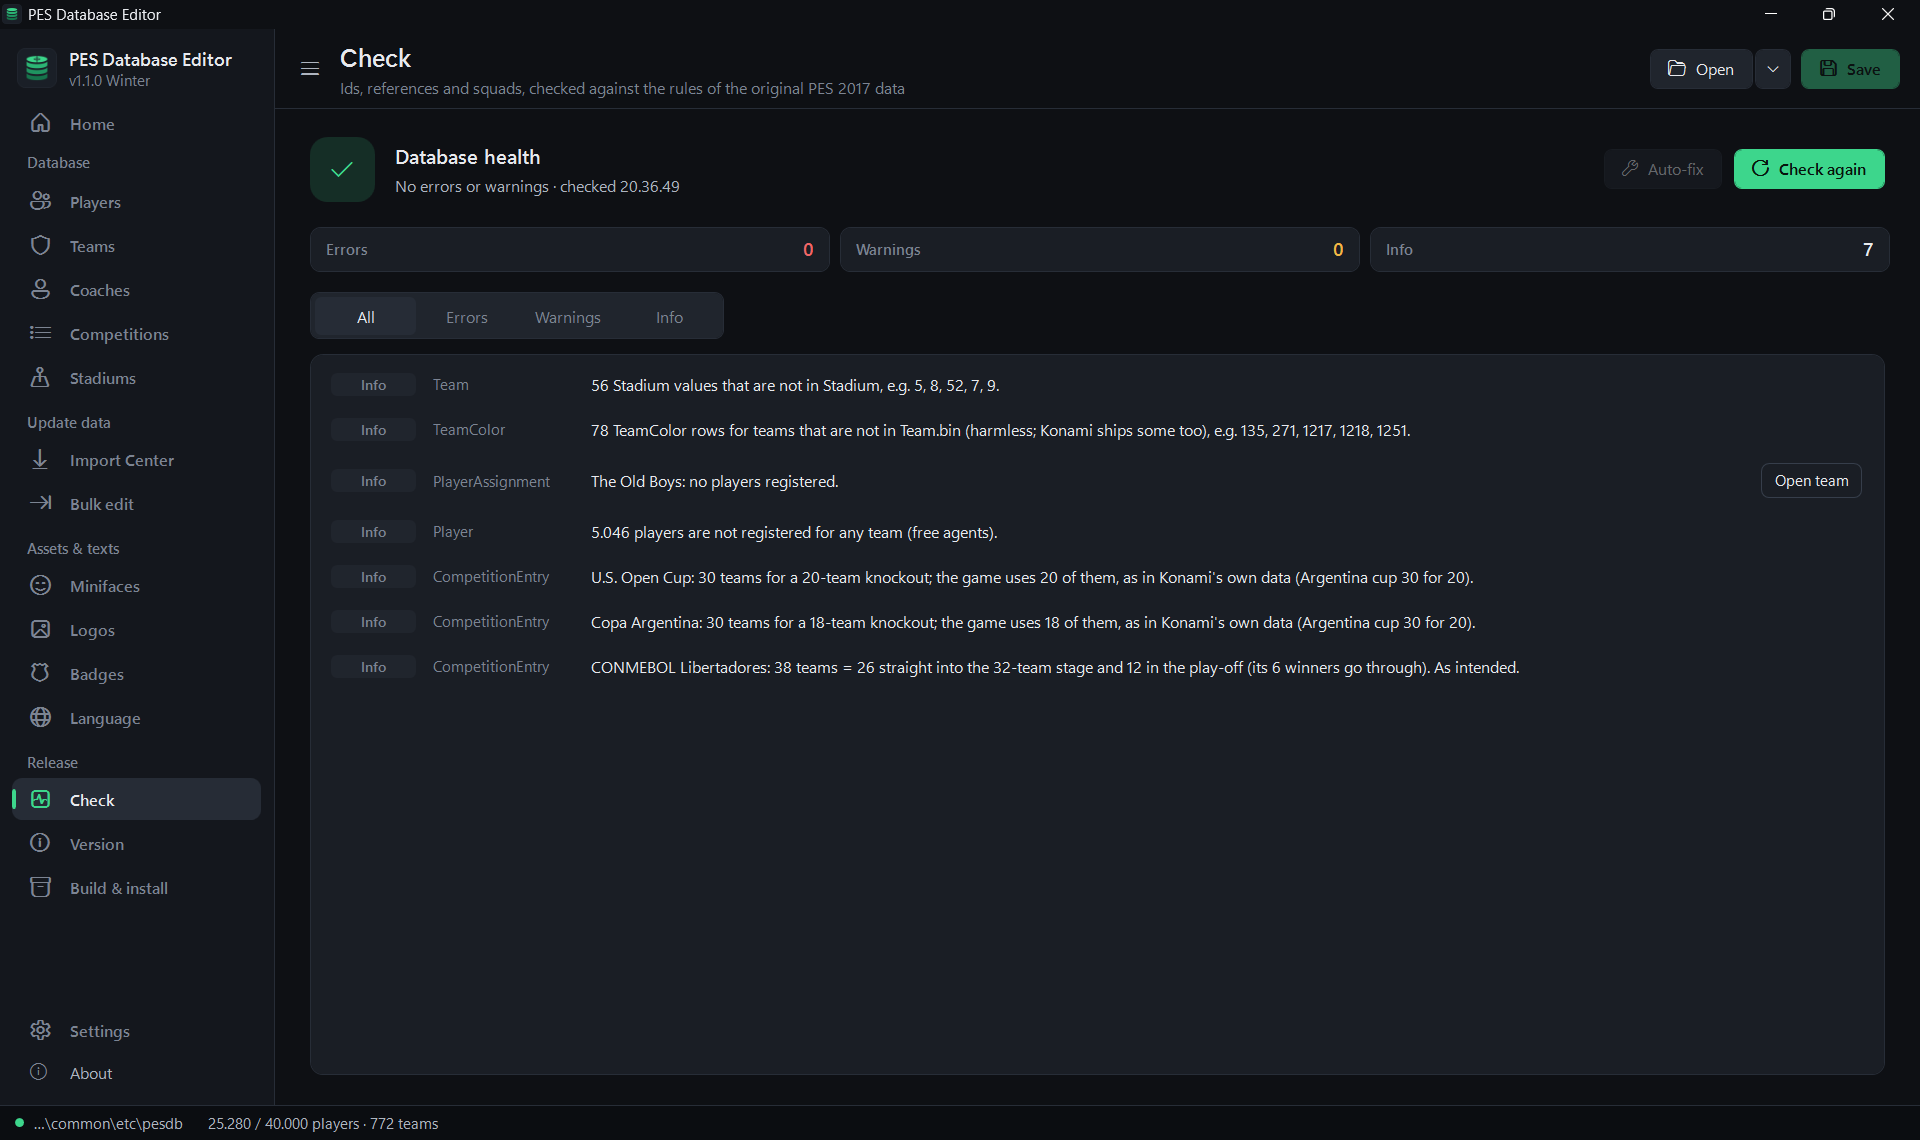 PES Database Editor
PES Database Editor
v1.1.0 Winter
Home
Database
Players
Teams
Coaches
Competitions
Stadiums
Update data
Import Center
Bulk edit
Assets & texts
Minifaces
Logos
Badges
Language
Release
Check
Version
Build & install
Settings
About
Check
Ids, references and squads, checked against the rules of the original PES 2017 data
Open
Save
Database health
No errors or warnings · checked 20.36.49
Auto-fix
Check again
Errors 0
Warnings 0
Info 7
All Errors Warnings Info
Info Team 56 Stadium values that are not in Stadium, e.g. 5, 8, 52, 7, 9.
Info TeamColor 78 TeamColor rows for teams that are not in Team.bin (harmless; Konami ships some too), e.g. 135, 271, 1217, 1218, 1251.
Info PlayerAssignment The Old Boys: no players registered. Open team
Info Player 5.046 players are not registered for any team (free agents).
Info CompetitionEntry U.S. Open Cup: 30 teams for a 20-team knockout; the game uses 20 of them, as in Konami's own data (Argentina cup 30 for 20).
Info CompetitionEntry Copa Argentina: 30 teams for a 18-team knockout; the game uses 18 of them, as in Konami's own data (Argentina cup 30 for 20).
Info CompetitionEntry CONMEBOL Libertadores: 38 teams = 26 straight into the 32-team stage and 12 in the play-off (its 6 winners go through). As intended.
...\common\etc\pesdb 25.280 / 40.000 players · 772 teams